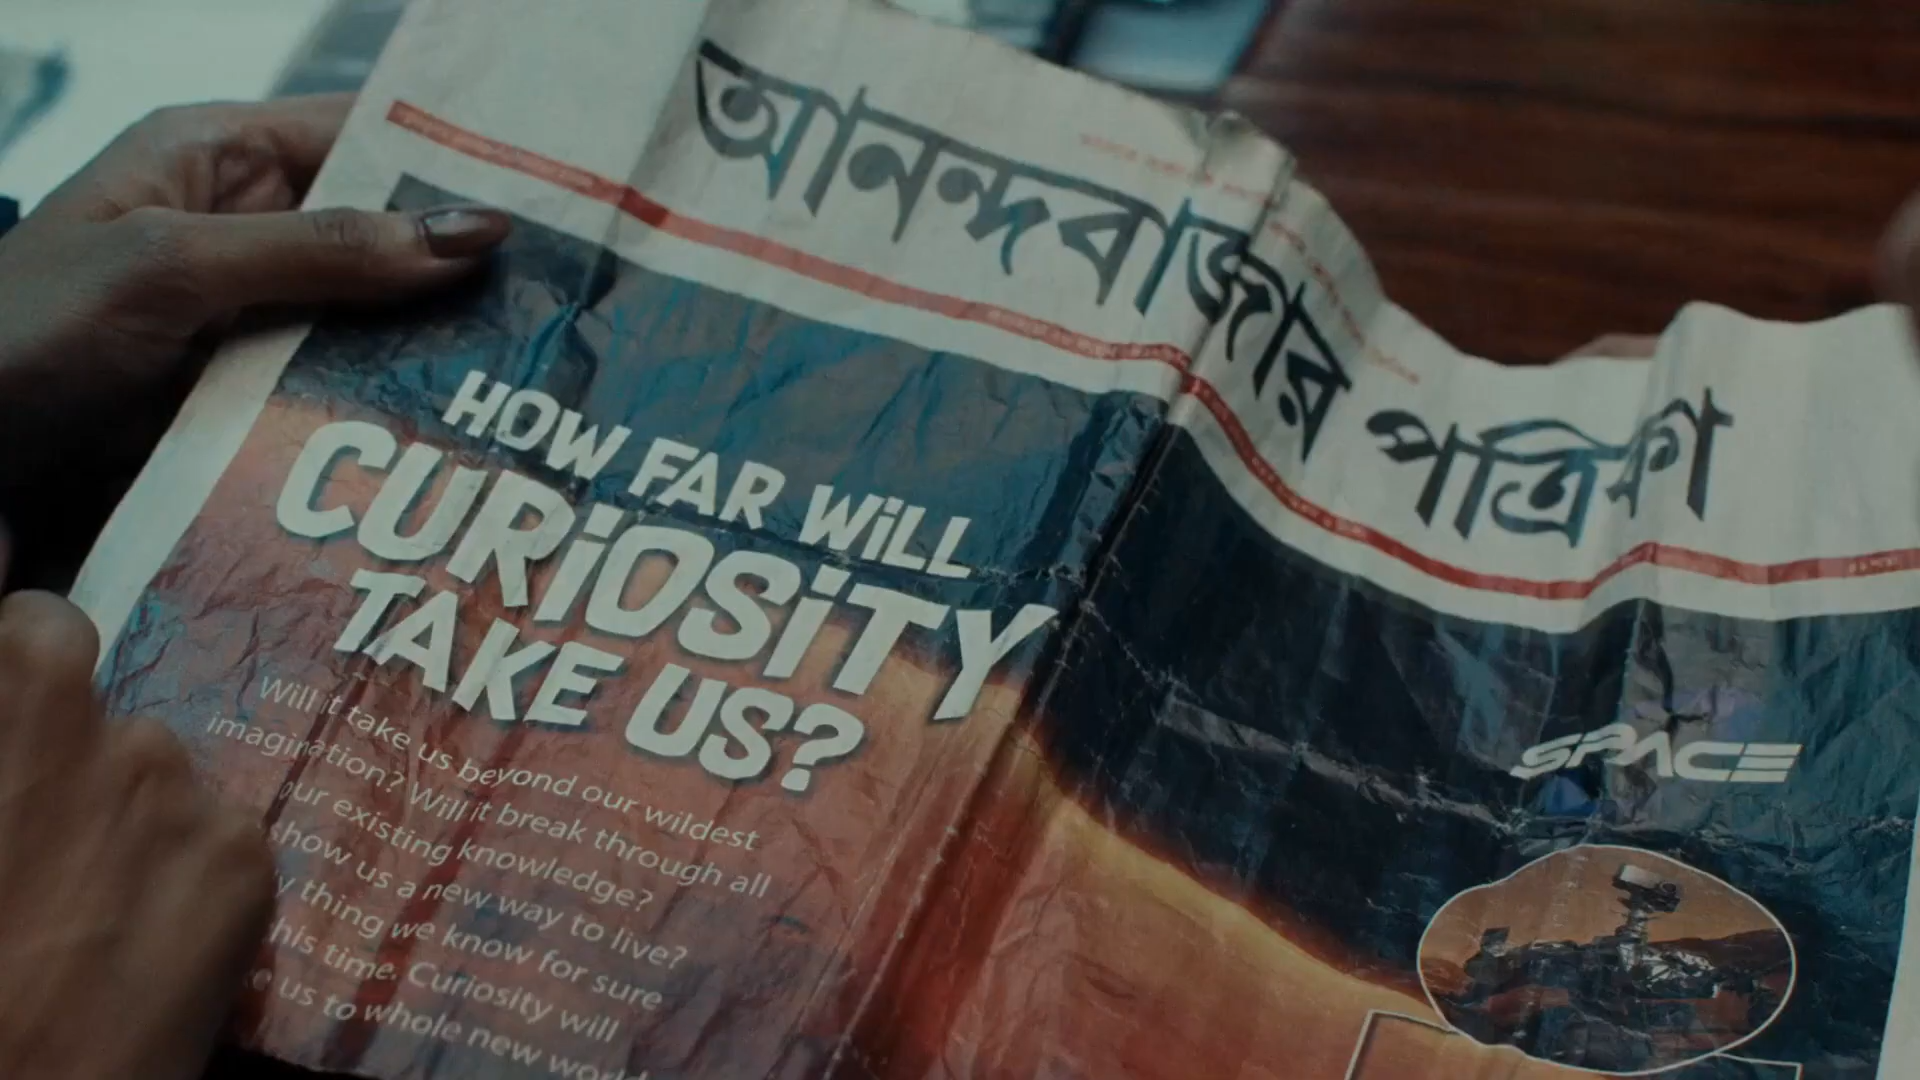 আনন্দবাজার পত্রিকা
HOW FAR WiLL
CURiOSiTY
TAKE US?
Will it take us beyond our wildest
imagination? Will it break through all
our existing knowledge?
show us a new way to live?
thing we know for sure
this time. Curiosity will
us to whole new
SPACE